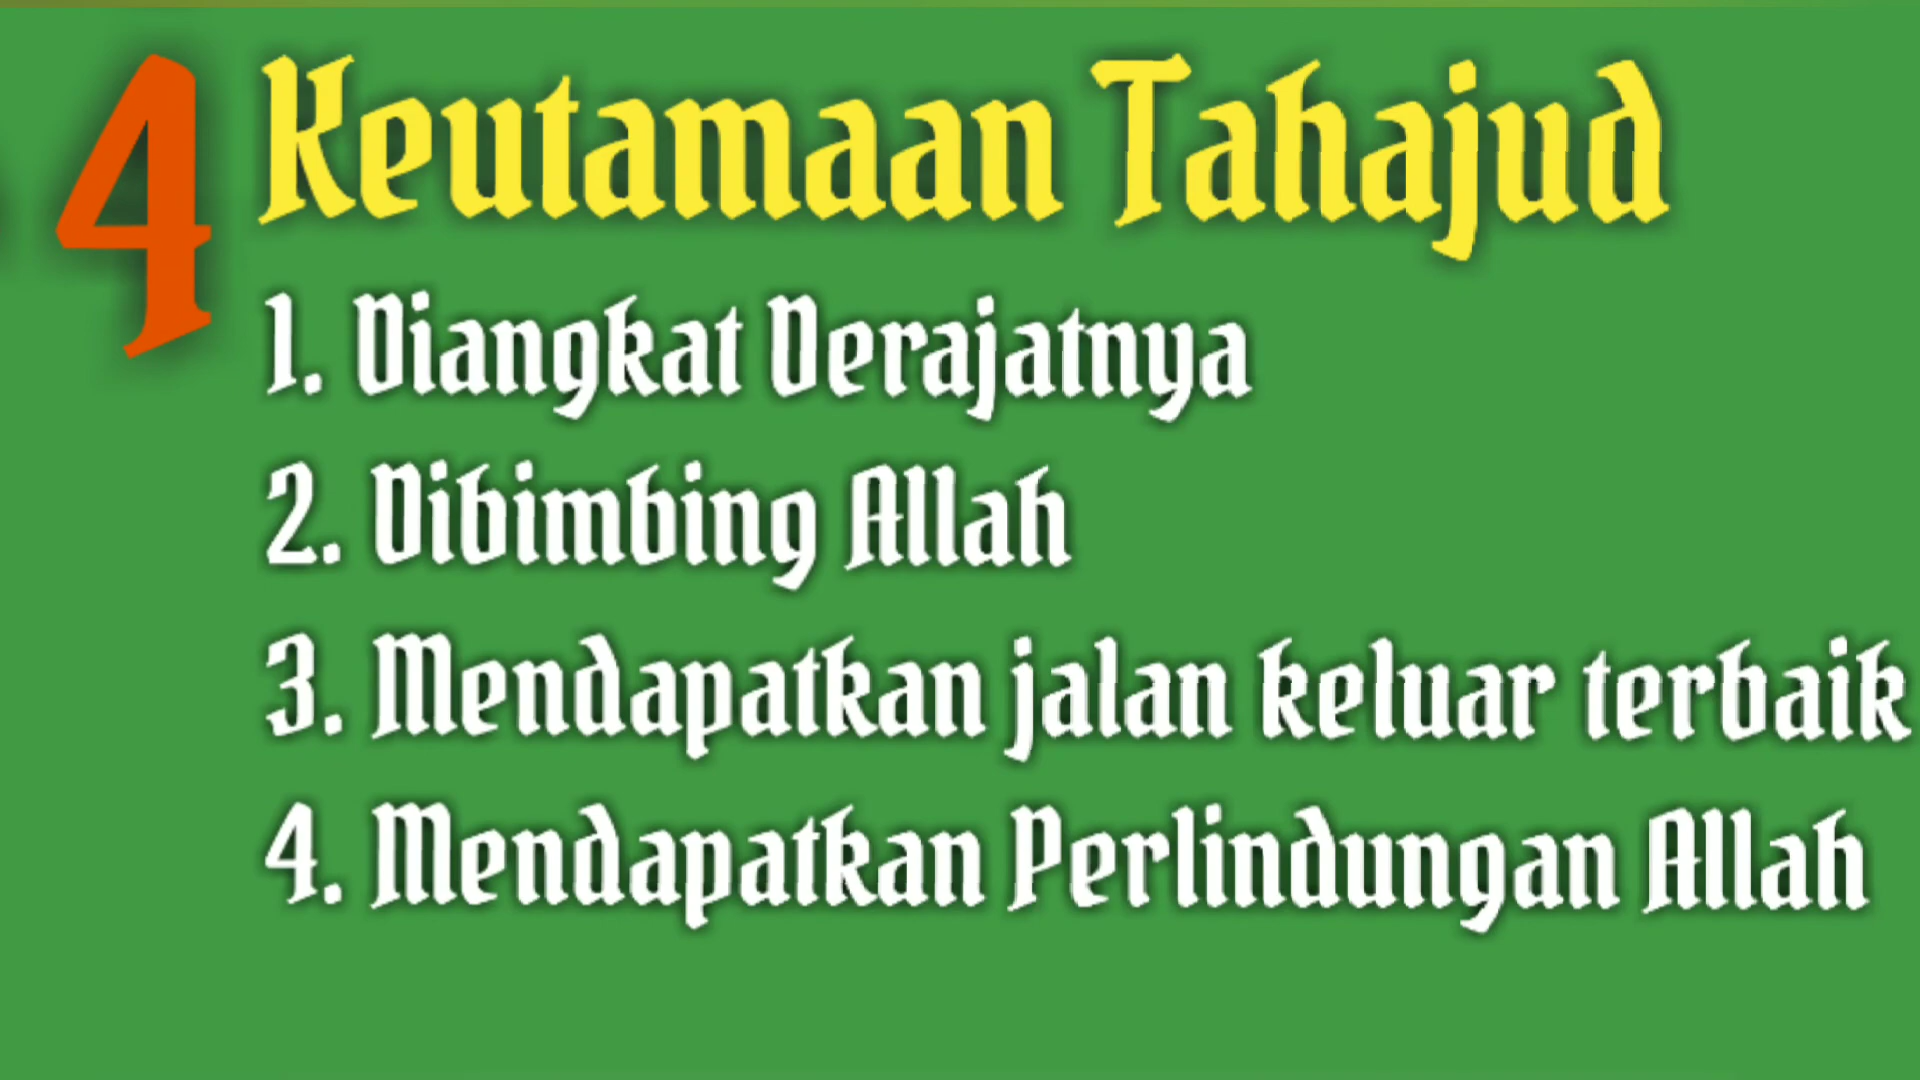 4 Keutamaan Tahajud
1. Diangkat Derajatnya
2. Dibimbing Allah
3. Mendapatkan jalan keluar terbaik
4. Mendapatkan Perlindungan Allah